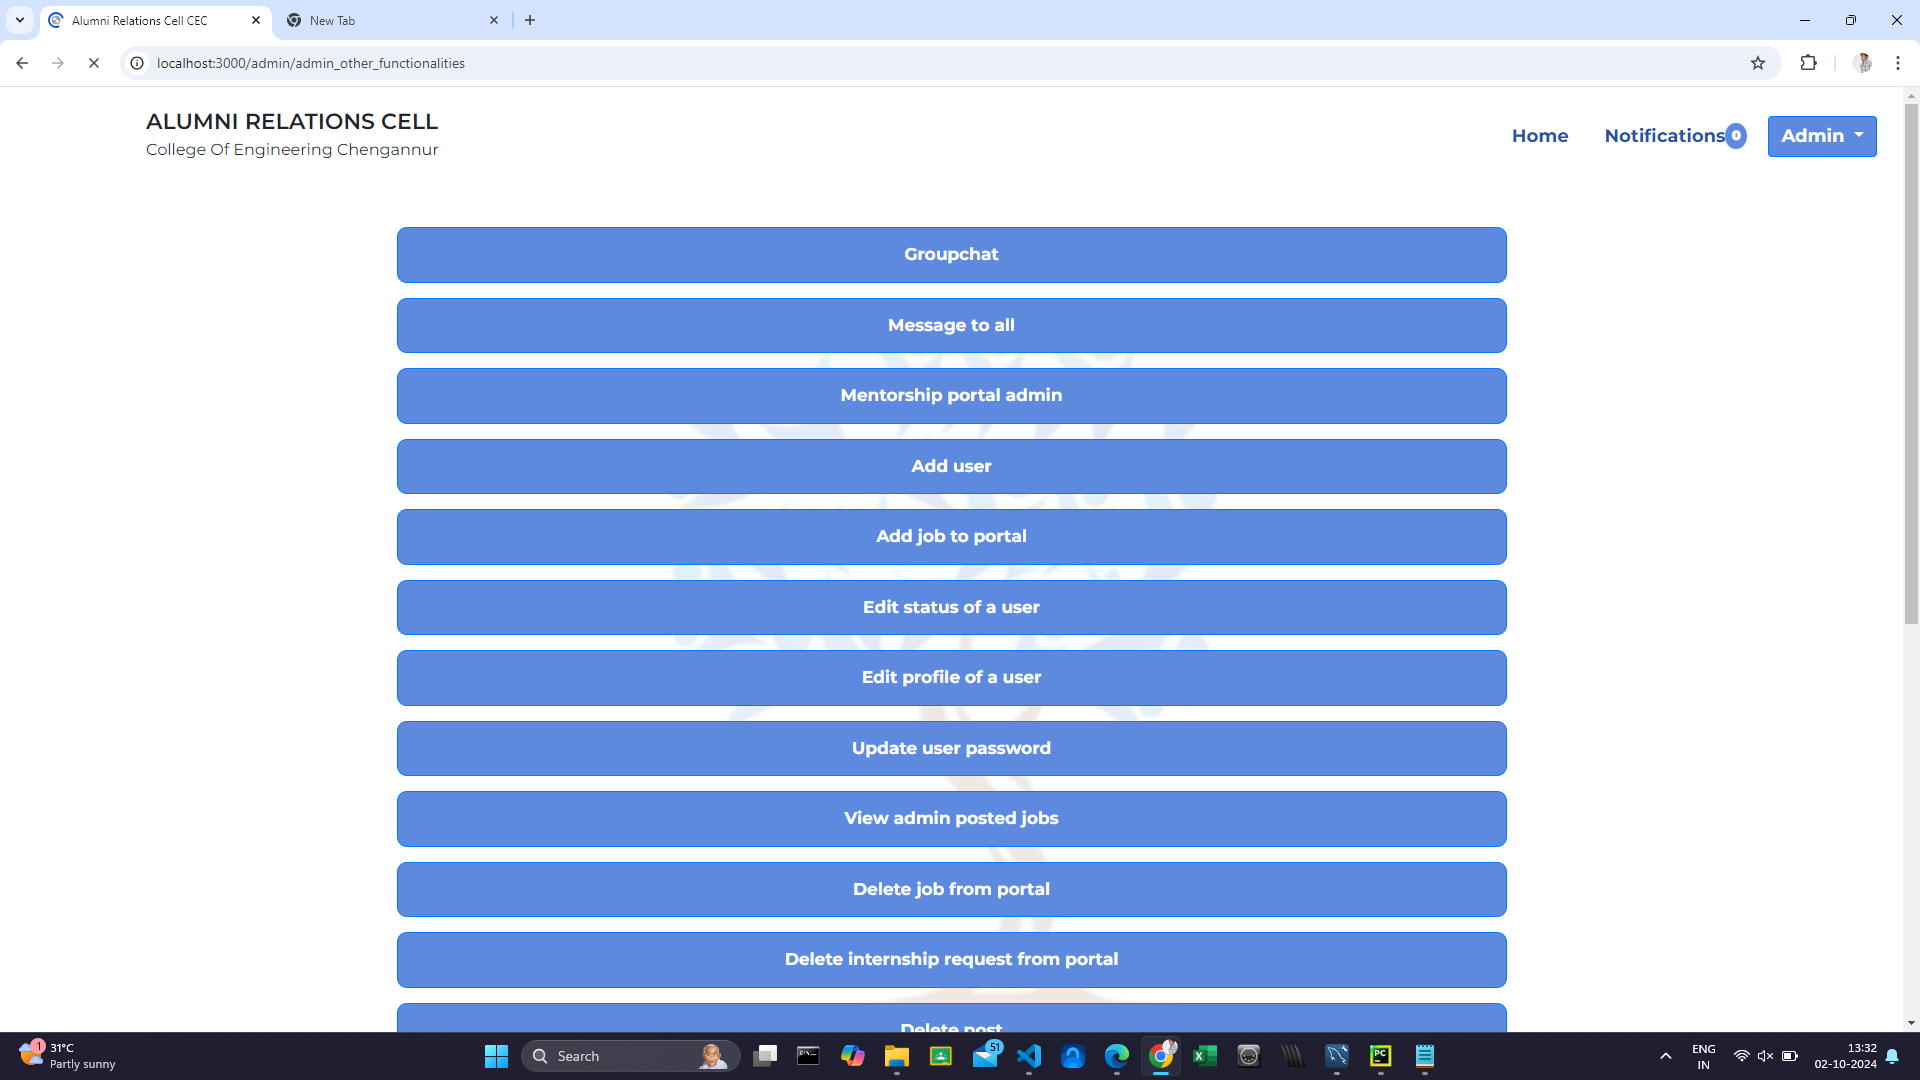 Alumni Relations Cell CEC
New Tab
localhost:3000/admin/admin_other_functionalities
ALUMNI RELATIONS CELL
College Of Engineering Chengannur
Home
Notifications 0
Admin
Groupchat
Message to all
Mentorship portal admin
Add user
Add job to portal
Edit status of a user
Edit profile of a user
Update user password
View admin posted jobs
Delete job from portal
Delete internship request from portal
Delete post
1
31°C
Partly sunny
Search
51
PC
ENG
IN
13:32
02-10-2024